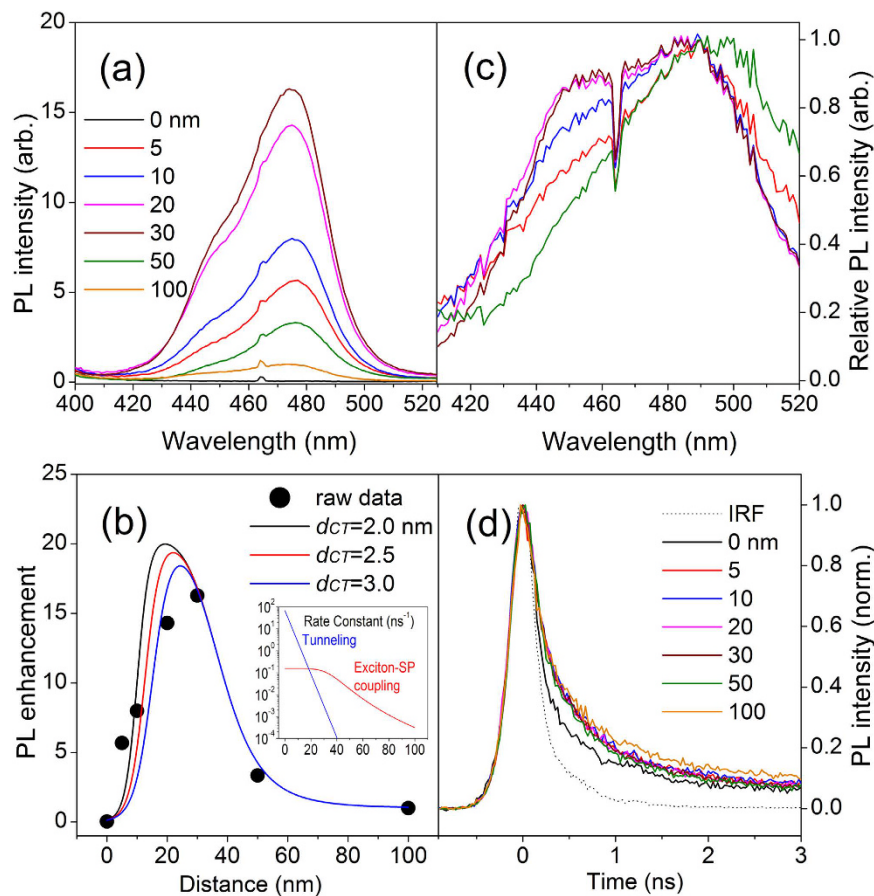 (a)
0 nm
5
10
20
30
50
100
20
15
10
5
0
PL intensity (arb.)
400 420 440 460 480 500 520
Wavelength (nm)
(c)
1.0
0.8
0.6
0.4
0.2
0.0
Relative PL intensity (arb.)
420 440 460 480 500 520
Wavelength (nm)
(b)
raw data
dCT=2.0 nm
dCT=2.5
dCT=3.0
25
20
15
10
5
0
PL enhancement
10^2
10^1
10^0
10^-1
10^-2
10^-3
10^-4
Rate Constant (ns^-1)
Tunneling
Exciton-SP
coupling
0 20 40 60 80 100
0 20 40 60 80 100
Distance (nm)
(d)
IRF
0 nm
5
10
20
30
50
100
1.0
0.8
0.6
0.4
0.2
0.0
PL intensity (norm.)
0 1 2 3
Time (ns)